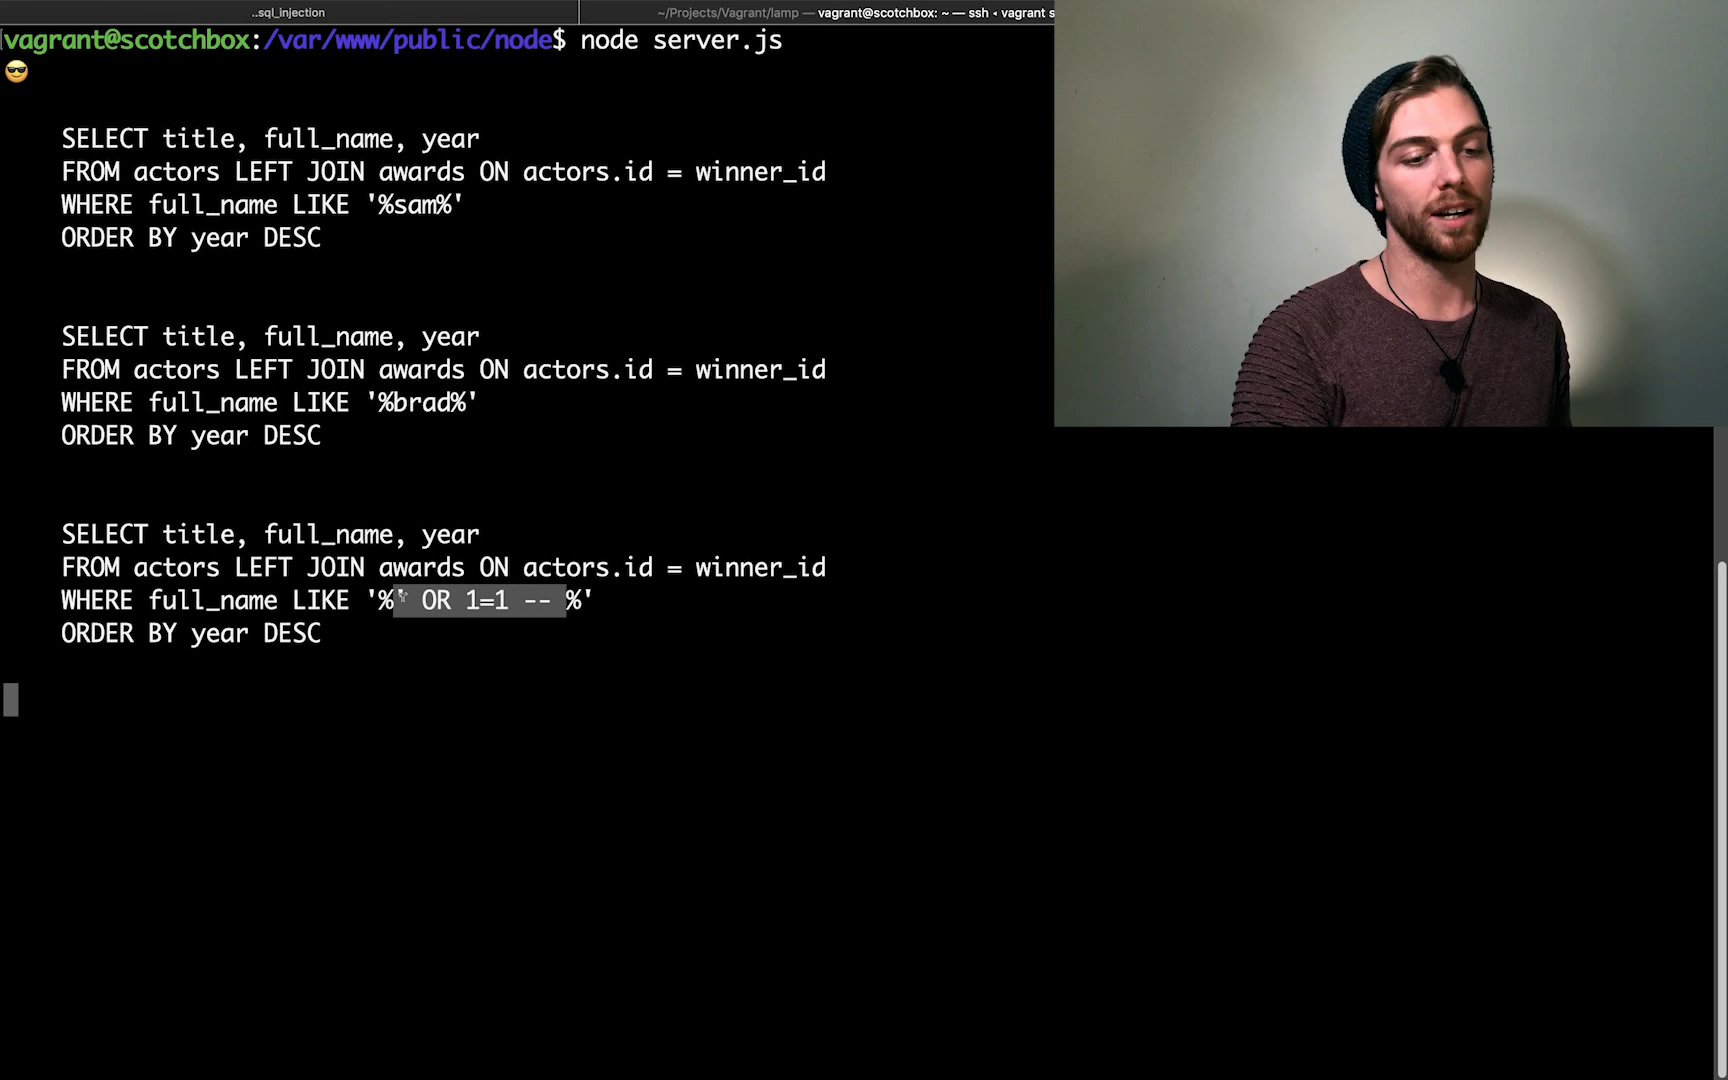 ..sql_injection
~/Projects/Vagrant/lamp — vagrant@scotchbox: ~ — ssh ◂ vagrant s
vagrant@scotchbox:/var/www/public/node$ node server.js
😎
SELECT title, full_name, year
FROM actors LEFT JOIN awards ON actors.id = winner_id
WHERE full_name LIKE '%sam%'
ORDER BY year DESC
SELECT title, full_name, year
FROM actors LEFT JOIN awards ON actors.id = winner_id
WHERE full_name LIKE '%brad%'
ORDER BY year DESC
SELECT title, full_name, year
FROM actors LEFT JOIN awards ON actors.id = winner_id
WHERE full_name LIKE '%' OR 1=1 -- %'
ORDER BY year DESC